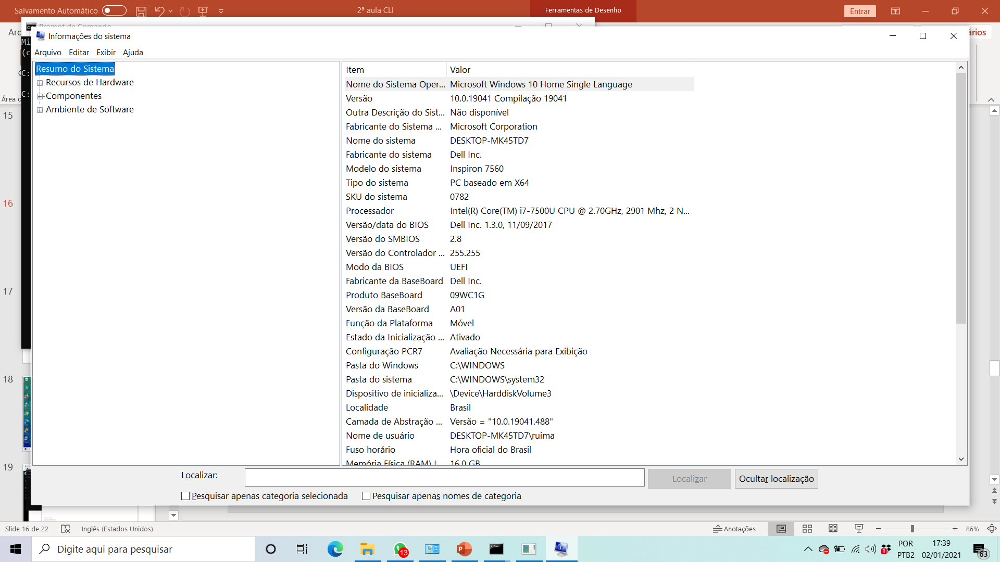 Salvamento Automático
2ª aula CLI
Ferramentas de Desenho
Entrar
Prompt de Comando
Informações do sistema
Arquivo Editar Exibir Ajuda
Resumo do Sistema
Recursos de Hardware
Componentes
Ambiente de Software
Item Valor
Nome do Sistema Oper... Microsoft Windows 10 Home Single Language
Versão 10.0.19041 Compilação 19041
Outra Descrição do Sist... Não disponível
Fabricante do Sistema ... Microsoft Corporation
Nome do sistema DESKTOP-MK45TD7
Fabricante do sistema Dell Inc.
Modelo do sistema Inspiron 7560
Tipo do sistema PC baseado em X64
SKU do sistema 0782
Processador Intel(R) Core(TM) i7-7500U CPU @ 2.70GHz, 2901 Mhz, 2 N...
Versão/data do BIOS Dell Inc. 1.3.0, 11/09/2017
Versão do SMBIOS 2.8
Versão do Controlador ... 255.255
Modo da BIOS UEFI
Fabricante da BaseBoard Dell Inc.
Produto BaseBoard 09WC1G
Versão da BaseBoard A01
Função da Plataforma Móvel
Estado da Inicialização ... Ativado
Configuração PCR7 Avaliação Necessária para Exibição
Pasta do Windows C:\WINDOWS
Pasta do sistema C:\WINDOWS\system32
Dispositivo de inicializa... \Device\HarddiskVolume3
Localidade Brasil
Camada de Abstração ... Versão = "10.0.19041.488"
Nome de usuário DESKTOP-MK45TD7\ruima
Fuso horário Hora oficial do Brasil
Memória Física (RAM) I... 16,0 GB
Localizar:
Localizar
Ocultar localização
Pesquisar apenas categoria selecionada
Pesquisar apenas nomes de categoria
Arq
Mi
(c
C:
C:
Área d
ários
15
16
17
18
19
Slide 16 de 22
Inglês (Estados Unidos)
Anotações
86%
Digite aqui para pesquisar
13
1
POR
PTB2
17:39
02/01/2021
63